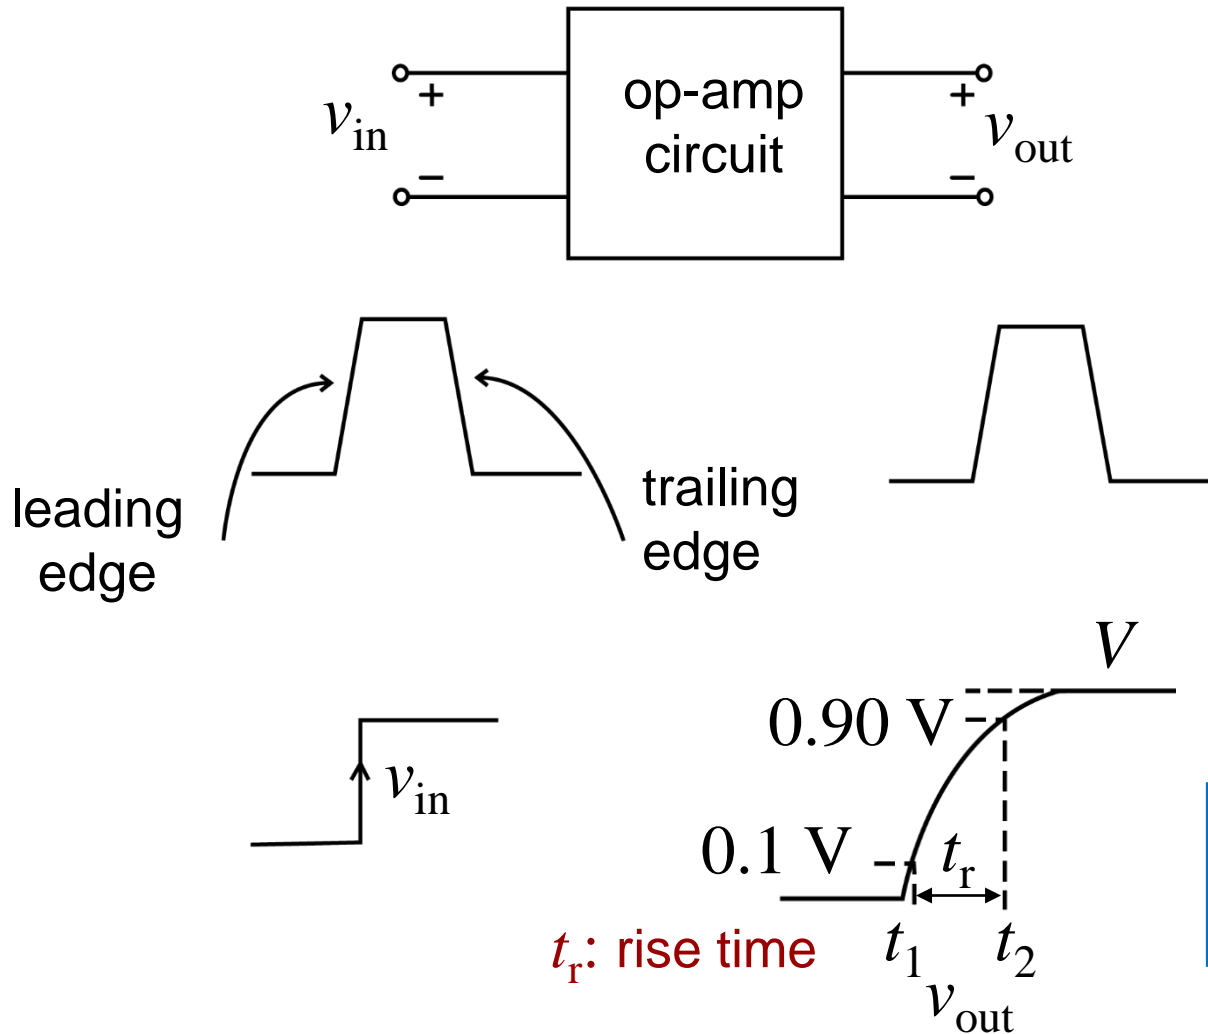 op-amp
circuit
+
+
v_in
v_out
−
−
leading
edge
trailing
edge
V
0.90 V
v_in
0.1 V
t_r
t_r: rise time
t_1
t_2
v_out